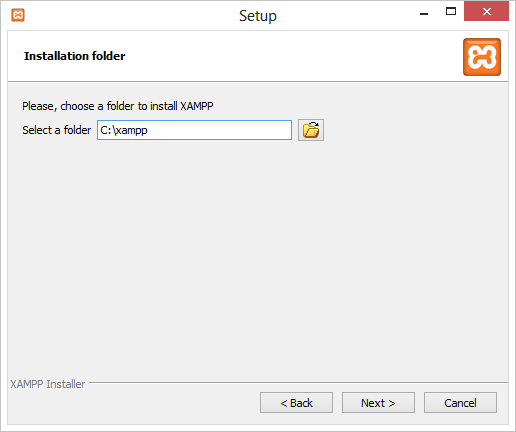 Setup
Installation folder
Please, choose a folder to install XAMPP
Select a folder C:\xampp
XAMPP Installer
< Back Next > Cancel